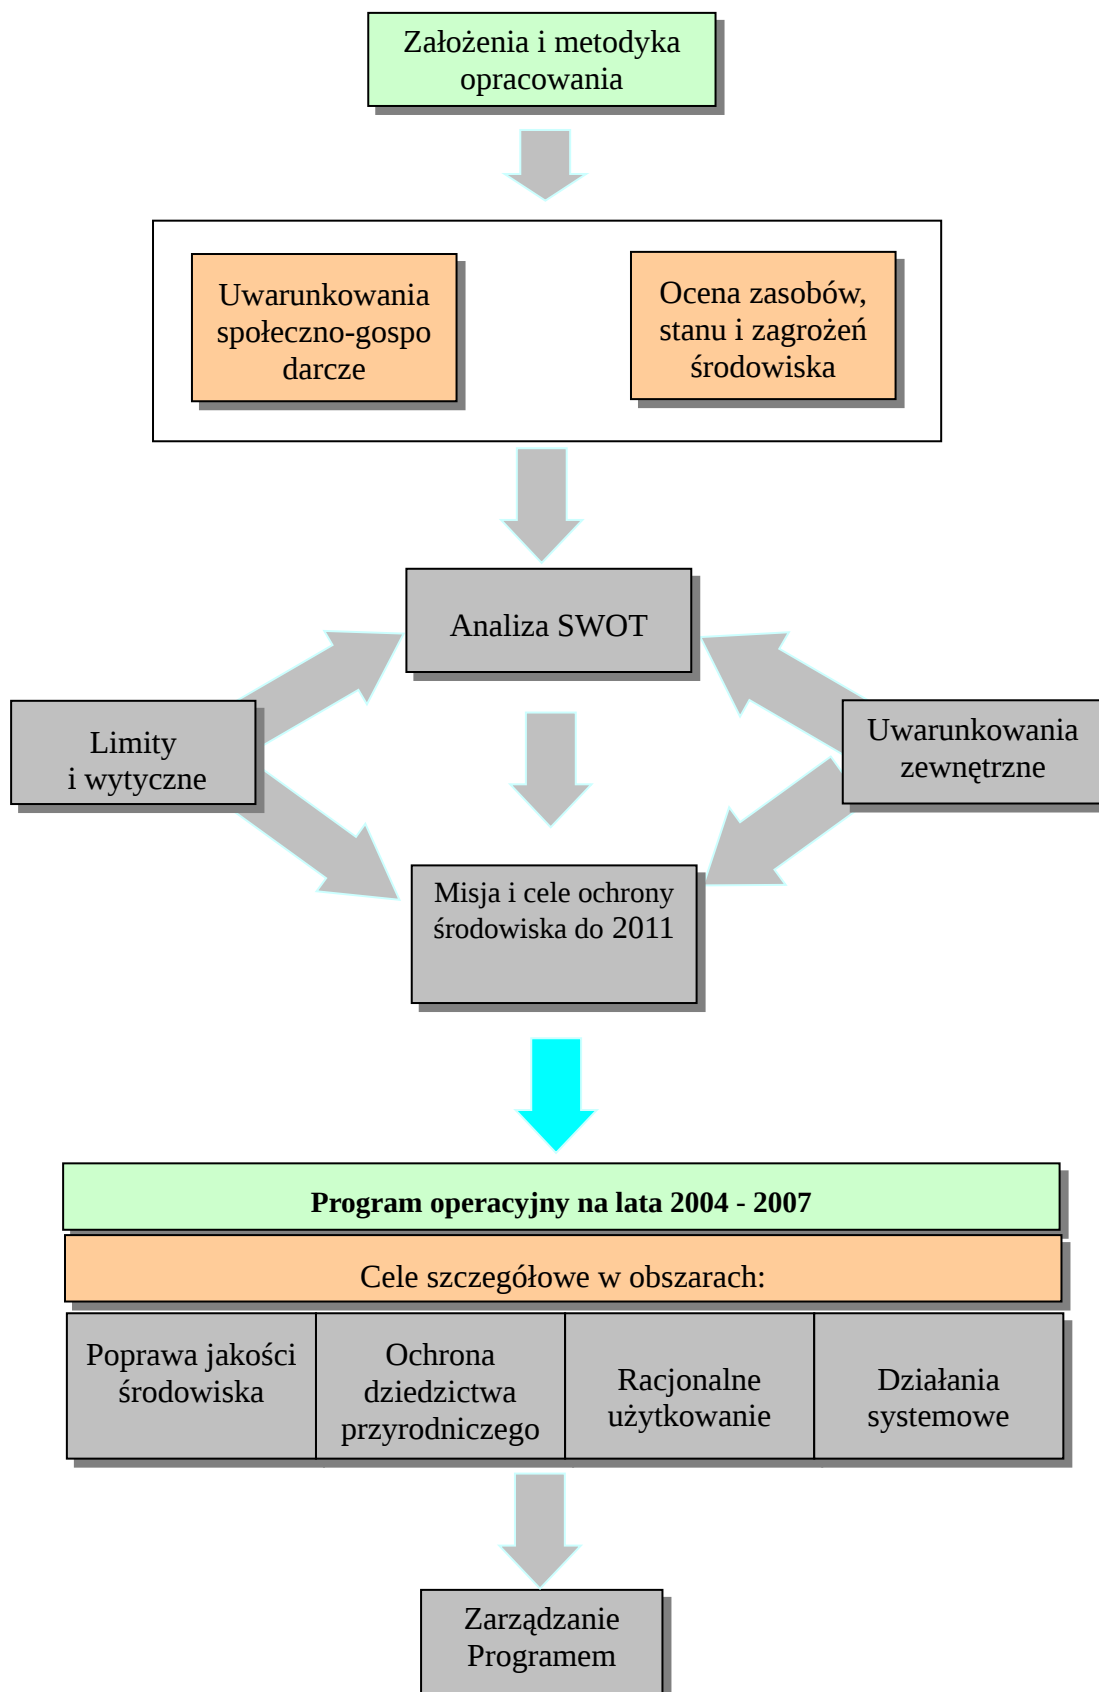 Założenia i metodyka
opracowania
Uwarunkowania
społeczno-gospo
darcze
Ocena zasobów,
stanu i zagrożeń
środowiska
Analiza SWOT
Limity
i wytyczne
Uwarunkowania
zewnętrzne
Misja i cele ochrony
środowiska do 2011
Program operacyjny na lata 2004 - 2007
Cele szczegółowe w obszarach:
Poprawa jakości
środowiska
Ochrona
dziedzictwa
przyrodniczego
Racjonalne
użytkowanie
Działania
systemowe
Zarządzanie
Programem